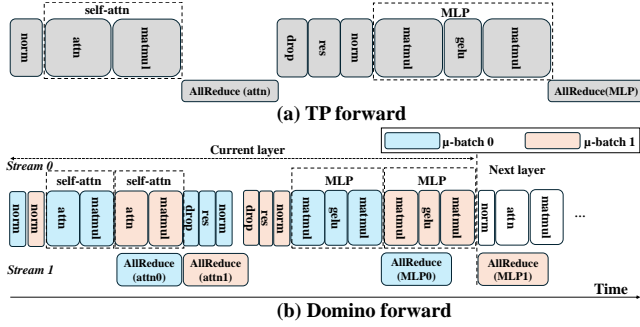 self-attn
MLP
norm
attn
matmul
drop
res
norm
matmul
gelu
matmul
AllReduce (attn)
AllReduce(MLP)
(a) TP forward
μ-batch 0
μ-batch 1
Stream 0
Current layer
Next layer
self-attn
self-attn
MLP
MLP
norm
norm
attn
matmul
attn
matmul
drop
res
norm
drop
res
norm
matmul
gelu
matmul
matmul
gelu
matmul
norm
attn
matmul
...
Stream 1
AllReduce
(attn0)
AllReduce
(attn1)
AllReduce
(MLP0)
AllReduce
(MLP1)
Time
(b) Domino forward